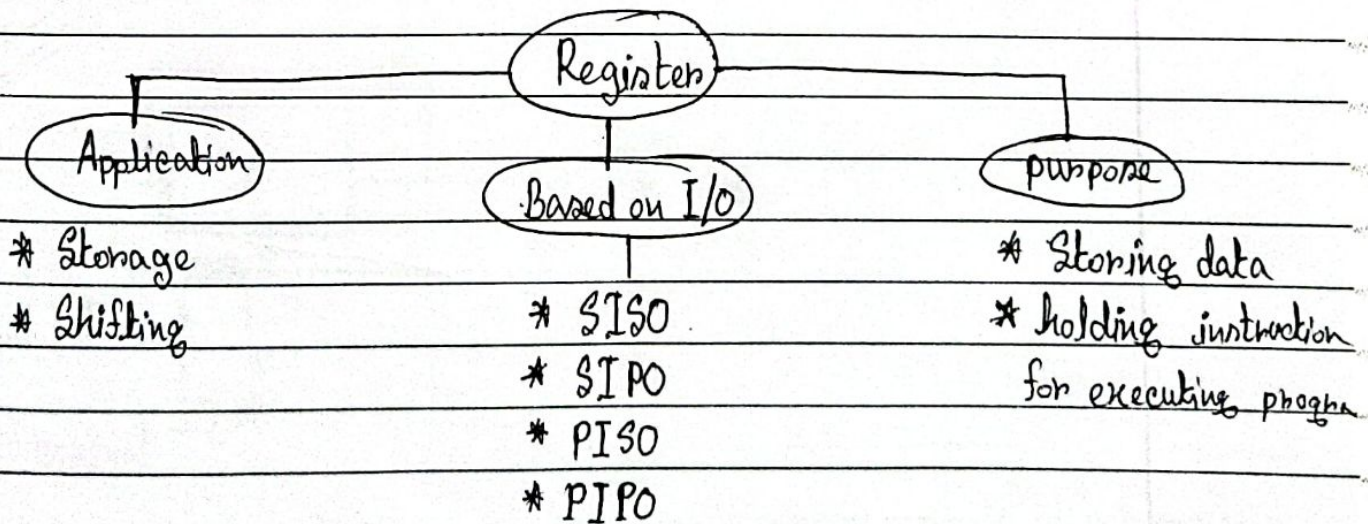 Register
Application
Based on I/O
purpose
* Storage
* Shifting
* SISO
* SIPO
* PISO
* PIPO
* Storing data
* holding instruction
for executing progra